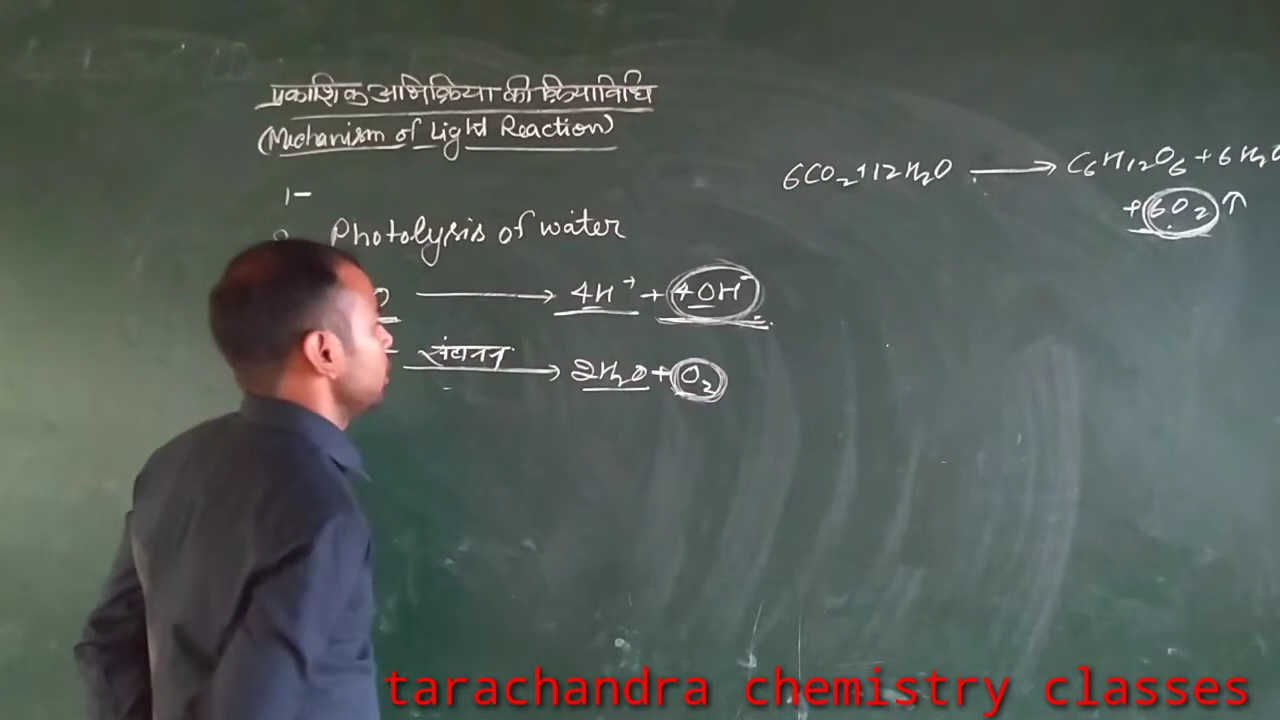 प्रकाशिक अभिक्रिया की क्रियाविधि
(Mechanism of Light Reaction)
6CO₂+12H₂O ⟶ C₆H₁₂O₆+6H₂O
+6O₂↑
1-
Photolysis of water
O ⟶ 4H⁺ + 4OH⁻
⟶ 2H₂O + O₂
tarachandra chemistry classes